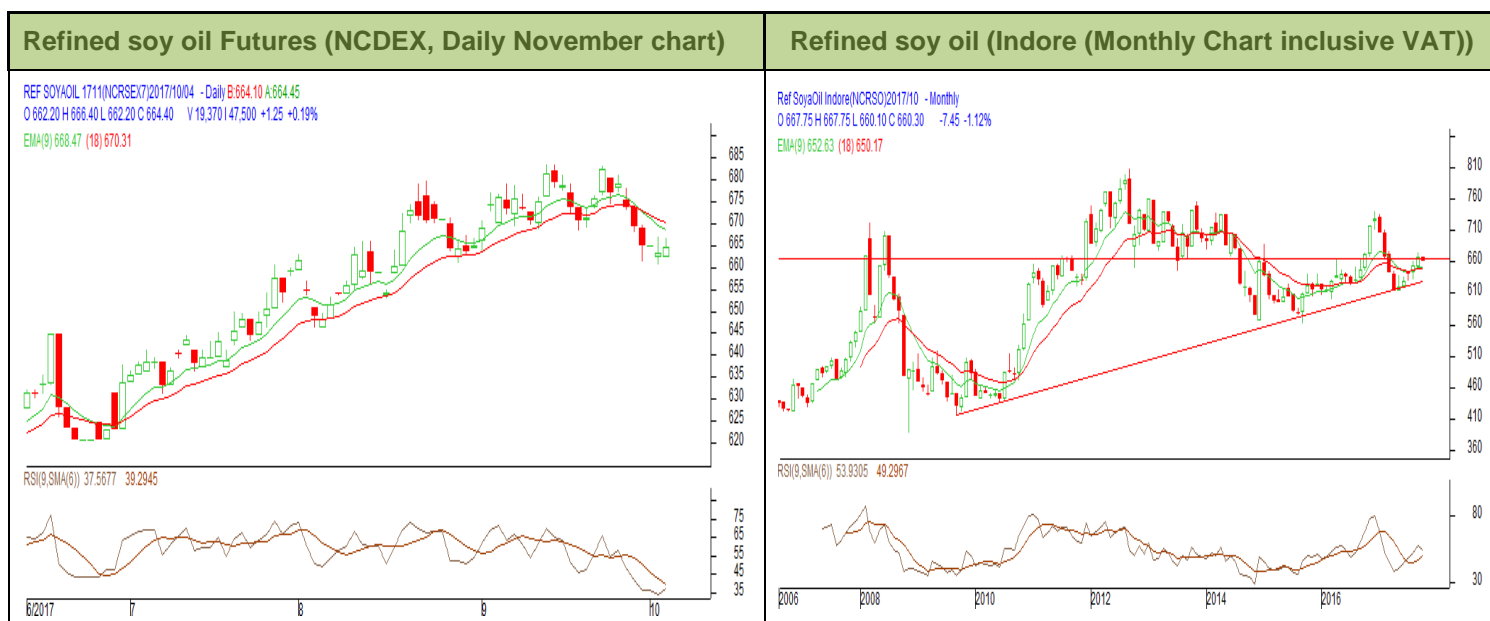 Refined soy oil Futures (NCDEX, Daily November chart)
Refined soy oil (Indore (Monthly Chart inclusive VAT))
REF SOYAOIL 1711(NCRSEX7)2017/10/04 - Daily B:664.10 A:664.45
O 662.20 H 666.40 L 662.20 C 664.40 V 19,370 I 47,500 +1.25 +0.19%
EMA(9) 668.47 (18) 670.31
685
680
675
670
665
660
655
650
645
640
635
630
625
620
RSI(9,SMA(6)) 37.5677 39.2945
75
65
55
45
35
6/2017 7 8 9 10
Ref SoyaOil Indore(NCRSO)2017/10 - Monthly
O 667.75 H 667.75 L 660.10 C 660.30 -7.45 -1.12%
EMA(9) 652.63 (18) 650.17
810
760
710
660
610
560
510
460
410
360
RSI(9,SMA(6)) 53.9305 49.2967
80
30
2006 2008 2010 2012 2014 2016